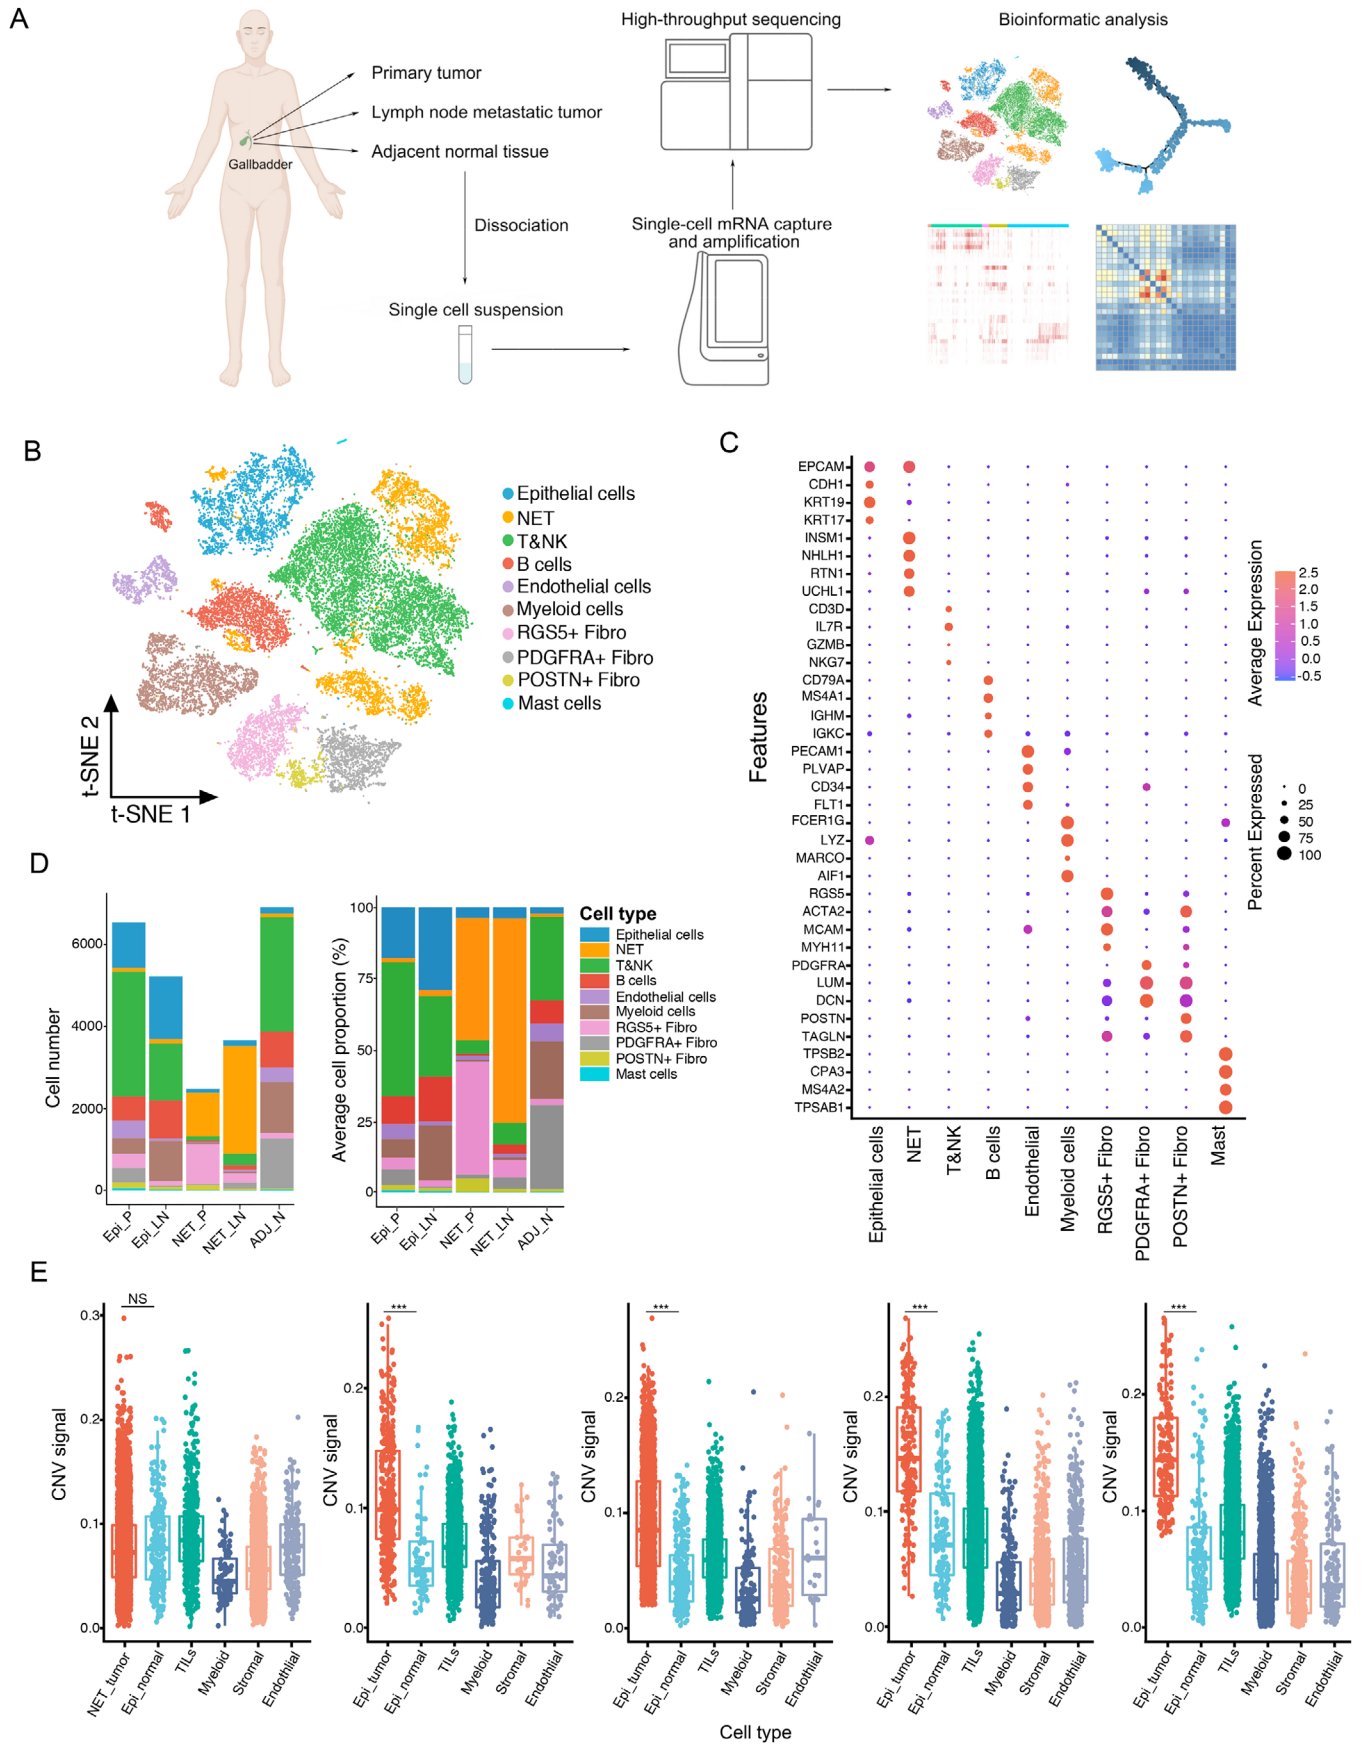 A
Primary tumor
Lymph node metastatic tumor
Adjacent normal tissue
Gallbadder
Dissociation
Single cell suspension
High-throughput sequencing
Single-cell mRNA capture
and amplification
Bioinformatic analysis
B
Epithelial cells
NET
T&NK
B cells
Endothelial cells
Myeloid cells
RGS5+ Fibro
PDGFRA+ Fibro
POSTN+ Fibro
Mast cells
t-SNE 2
t-SNE 1
C
Features
EPCAM
CDH1
KRT19
KRT17
INSM1
NHLH1
RTN1
UCHL1
CD3D
IL7R
GZMB
NKG7
CD79A
MS4A1
IGHM
IGKC
PECAM1
PLVAP
CD34
FLT1
FCER1G
LYZ
MARCO
AIF1
RGS5
ACTA2
MCAM
MYH11
PDGFRA
LUM
DCN
POSTN
TAGLN
TPSB2
CPA3
MS4A2
TPSAB1
Epithelial cells
NET
T&NK
B cells
Endothelial
Myeloid cells
RGS5+ Fibro
PDGFRA+ Fibro
POSTN+ Fibro
Mast
Average Expression
2.5
2.0
1.5
1.0
0.5
0.0
-0.5
Percent Expressed
0
25
50
75
100
D
Cell number
6000
4000
2000
0
Epi_P
Epi_LN
NET_P
NET_LN
ADJ_N
Average cell proportion (%)
100
75
50
25
0
Epi_P
Epi_LN
NET_P
NET_LN
ADJ_N
Cell type
Epithelial cells
NET
T&NK
B cells
Endothelial cells
Myeloid cells
RGS5+ Fibro
PDGFRA+ Fibro
POSTN+ Fibro
Mast cells
E
CNV signal
0.3
0.2
0.1
0.0
NS
NET_tumor
Epi_normal
TILs
Myeloid
Stromal
Endothlial
CNV signal
0.2
0.1
0.0
***
Epi_tumor
Epi_normal
TILs
Myeloid
Stromal
Endothlial
CNV signal
0.2
0.1
0.0
***
Epi_tumor
Epi_normal
TILs
Myeloid
Stromal
Endothlial
CNV signal
0.2
0.1
0.0
***
Epi_tumor
Epi_normal
TILs
Myeloid
Stromal
Endothlial
CNV signal
0.2
0.1
0.0
***
Epi_tumor
Epi_normal
TILs
Myeloid
Stromal
Endothlial
Cell type